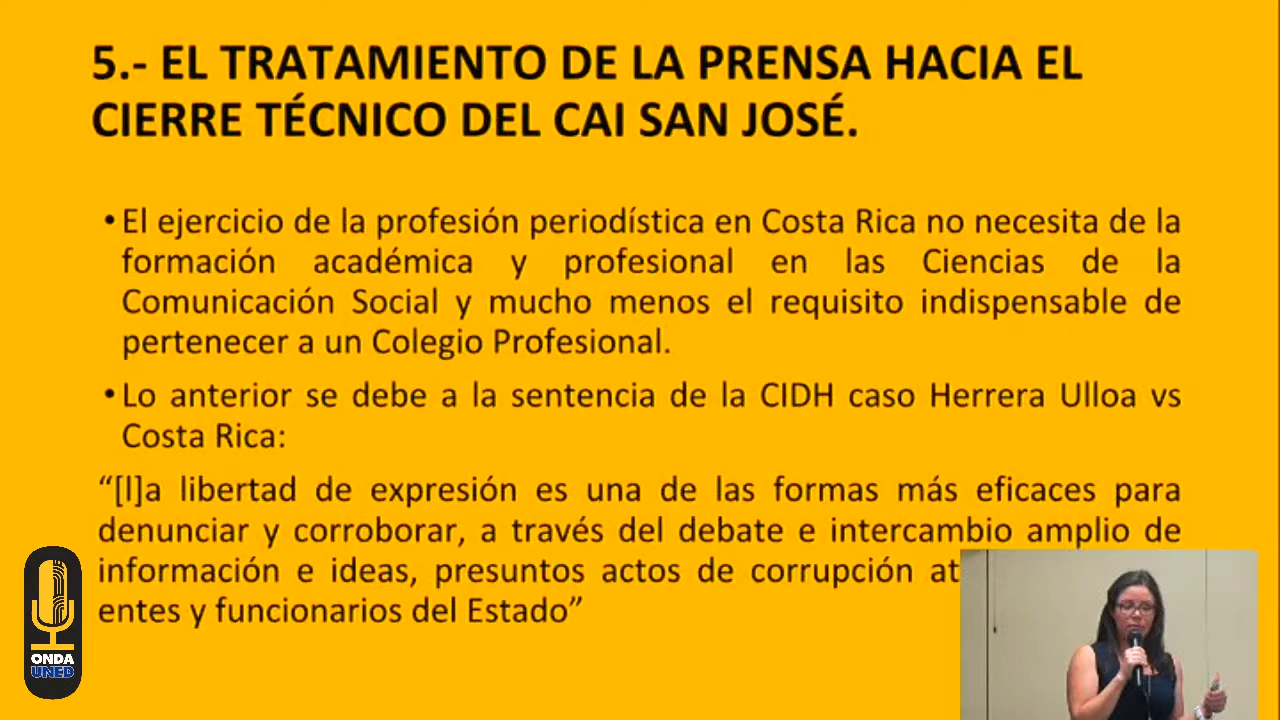 5.- EL TRATAMIENTO DE LA PRENSA HACIA EL
CIERRE TÉCNICO DEL CAI SAN JOSÉ.
•El ejercicio de la profesión periodística en Costa Rica no necesita de la
formación académica y profesional en las Ciencias de la
Comunicación Social y mucho menos el requisito indispensable de
pertenecer a un Colegio Profesional.
•Lo anterior se debe a la sentencia de la CIDH caso Herrera Ulloa vs
Costa Rica:
“[l]a libertad de expresión es una de las formas más eficaces para
denunciar y corroborar, a través del debate e intercambio amplio de
información e ideas, presuntos actos de corrupción
entes y funcionarios del Estado”
ONDA
UNED